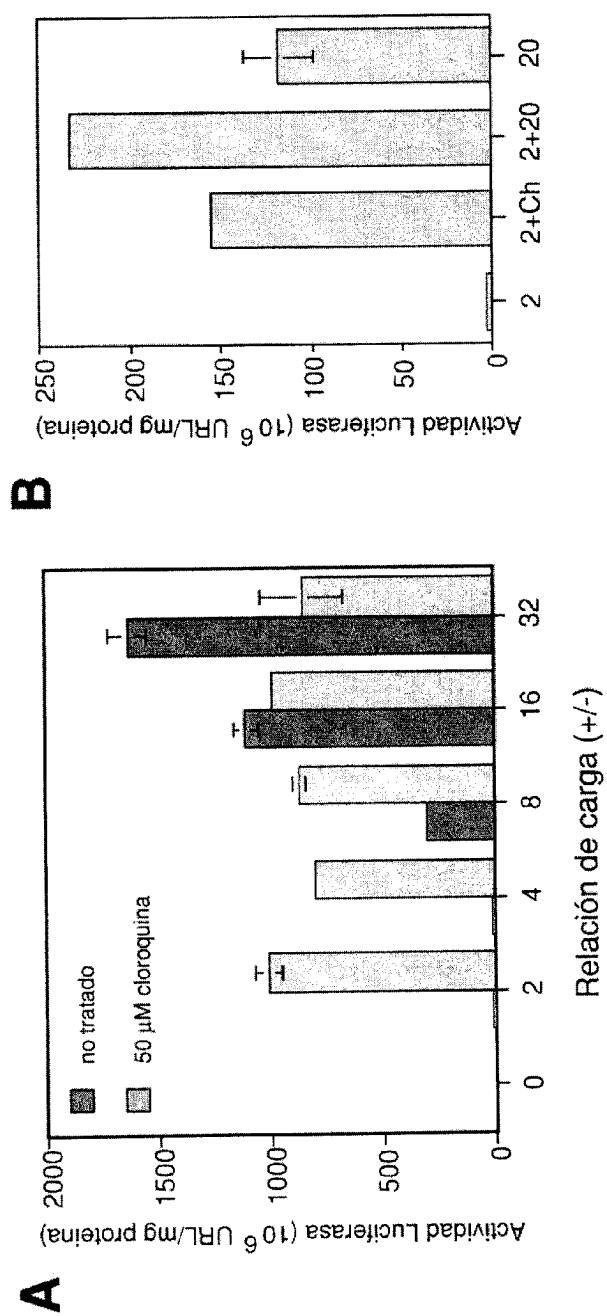 A
Actividad Luciferasa (10⁶ URL/mg proteína)
2000
1500
1000
500
0
no tratado
50 µM cloroquina
0 2 4 8 16 32
Relación de carga (+/-)
B
Actividad Luciferasa (10⁶ URL/mg proteína)
250
200
150
100
50
0
2 2+Ch 2+20 20